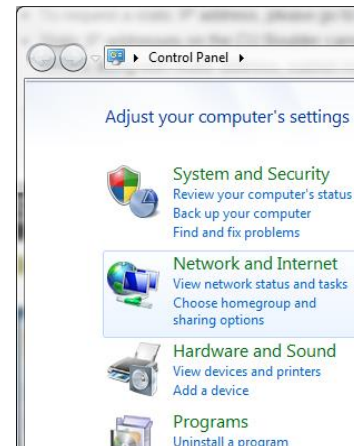 Control Panel
Adjust your computer's settings
System and Security
Review your computer's status
Back up your computer
Find and fix problems
Network and Internet
View network status and tasks
Choose homegroup and
sharing options
Hardware and Sound
View devices and printers
Add a device
Programs
Uninstall a program